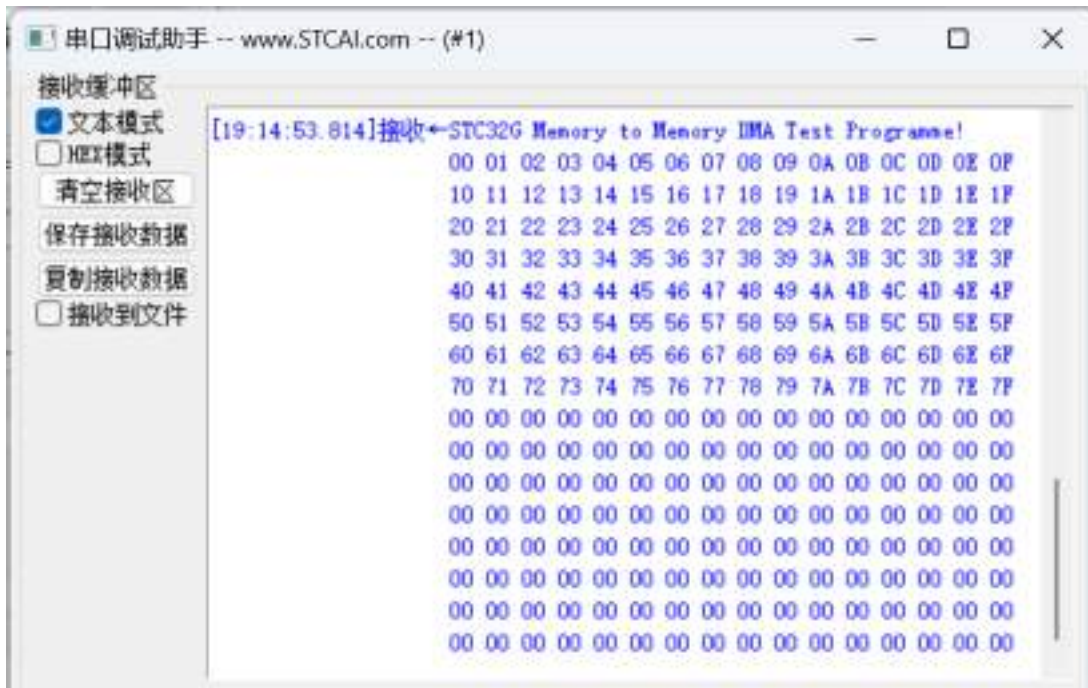 串口调试助手 -- www.STCAI.com -- (#1)
接收缓冲区
文本模式
HEX模式
清空接收区
保存接收数据
复制接收数据
接收到文件
[19:14:53.814]接收←STC32G Memory to Memory DMA Test Programme!
00 01 02 03 04 05 06 07 08 09 0A 0B 0C 0D 0E 0F
10 11 12 13 14 15 16 17 18 19 1A 1B 1C 1D 1E 1F
20 21 22 23 24 25 26 27 28 29 2A 2B 2C 2D 2E 2F
30 31 32 33 34 35 36 37 38 39 3A 3B 3C 3D 3E 3F
40 41 42 43 44 45 46 47 48 49 4A 4B 4C 4D 4E 4F
50 51 52 53 54 55 56 57 58 59 5A 5B 5C 5D 5E 5F
60 61 62 63 64 65 66 67 68 69 6A 6B 6C 6D 6E 6F
70 71 72 73 74 75 76 77 78 79 7A 7B 7C 7D 7E 7F
00 00 00 00 00 00 00 00 00 00 00 00 00 00 00 00
00 00 00 00 00 00 00 00 00 00 00 00 00 00 00 00
00 00 00 00 00 00 00 00 00 00 00 00 00 00 00 00
00 00 00 00 00 00 00 00 00 00 00 00 00 00 00 00
00 00 00 00 00 00 00 00 00 00 00 00 00 00 00 00
00 00 00 00 00 00 00 00 00 00 00 00 00 00 00 00
00 00 00 00 00 00 00 00 00 00 00 00 00 00 00 00
00 00 00 00 00 00 00 00 00 00 00 00 00 00 00 00